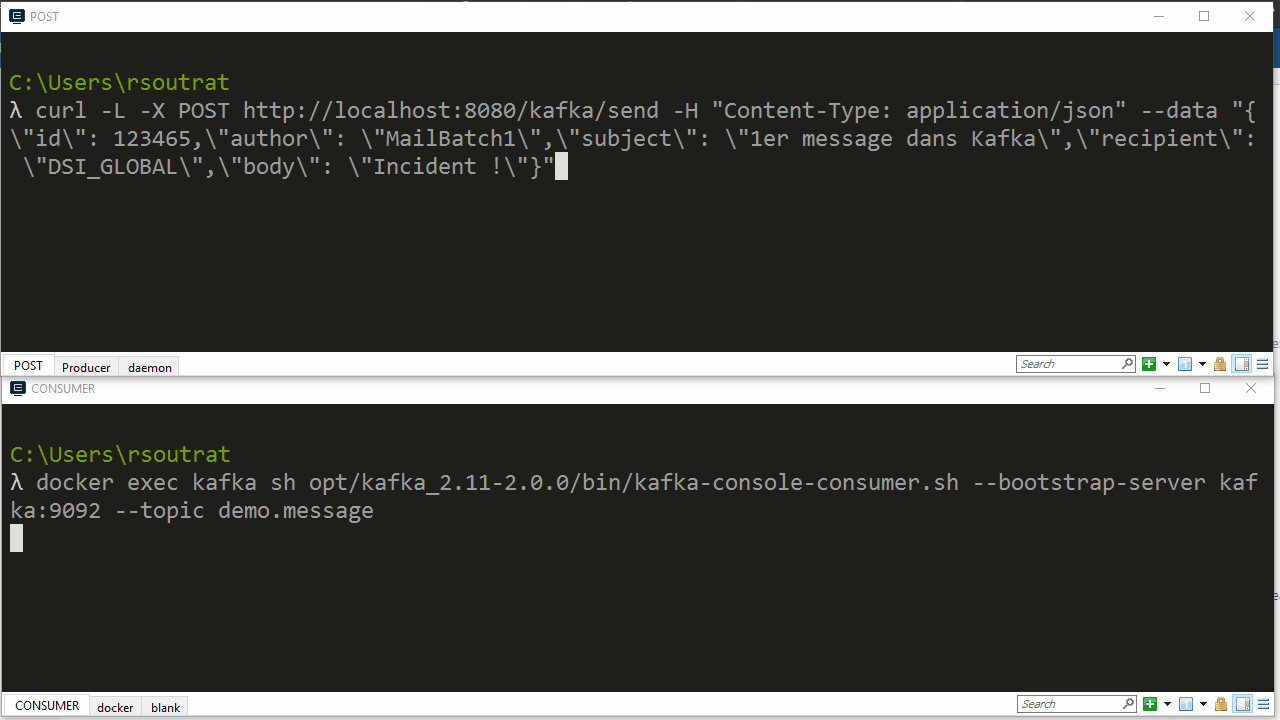 POST
C:\Users\rsoutrat
λ curl -L -X POST http://localhost:8080/kafka/send -H "Content-Type: application/json" --data "{
\"id\": 123465,\"author\": \"MailBatch1\",\"subject\": \"1er message dans Kafka\",\"recipient\":
\"DSI_GLOBAL\",\"body\": \"Incident !\"}"
POST Producer daemon Search
CONSUMER
C:\Users\rsoutrat
λ docker exec kafka sh opt/kafka_2.11-2.0.0/bin/kafka-console-consumer.sh --bootstrap-server kaf
ka:9092 --topic demo.message
CONSUMER docker blank Search